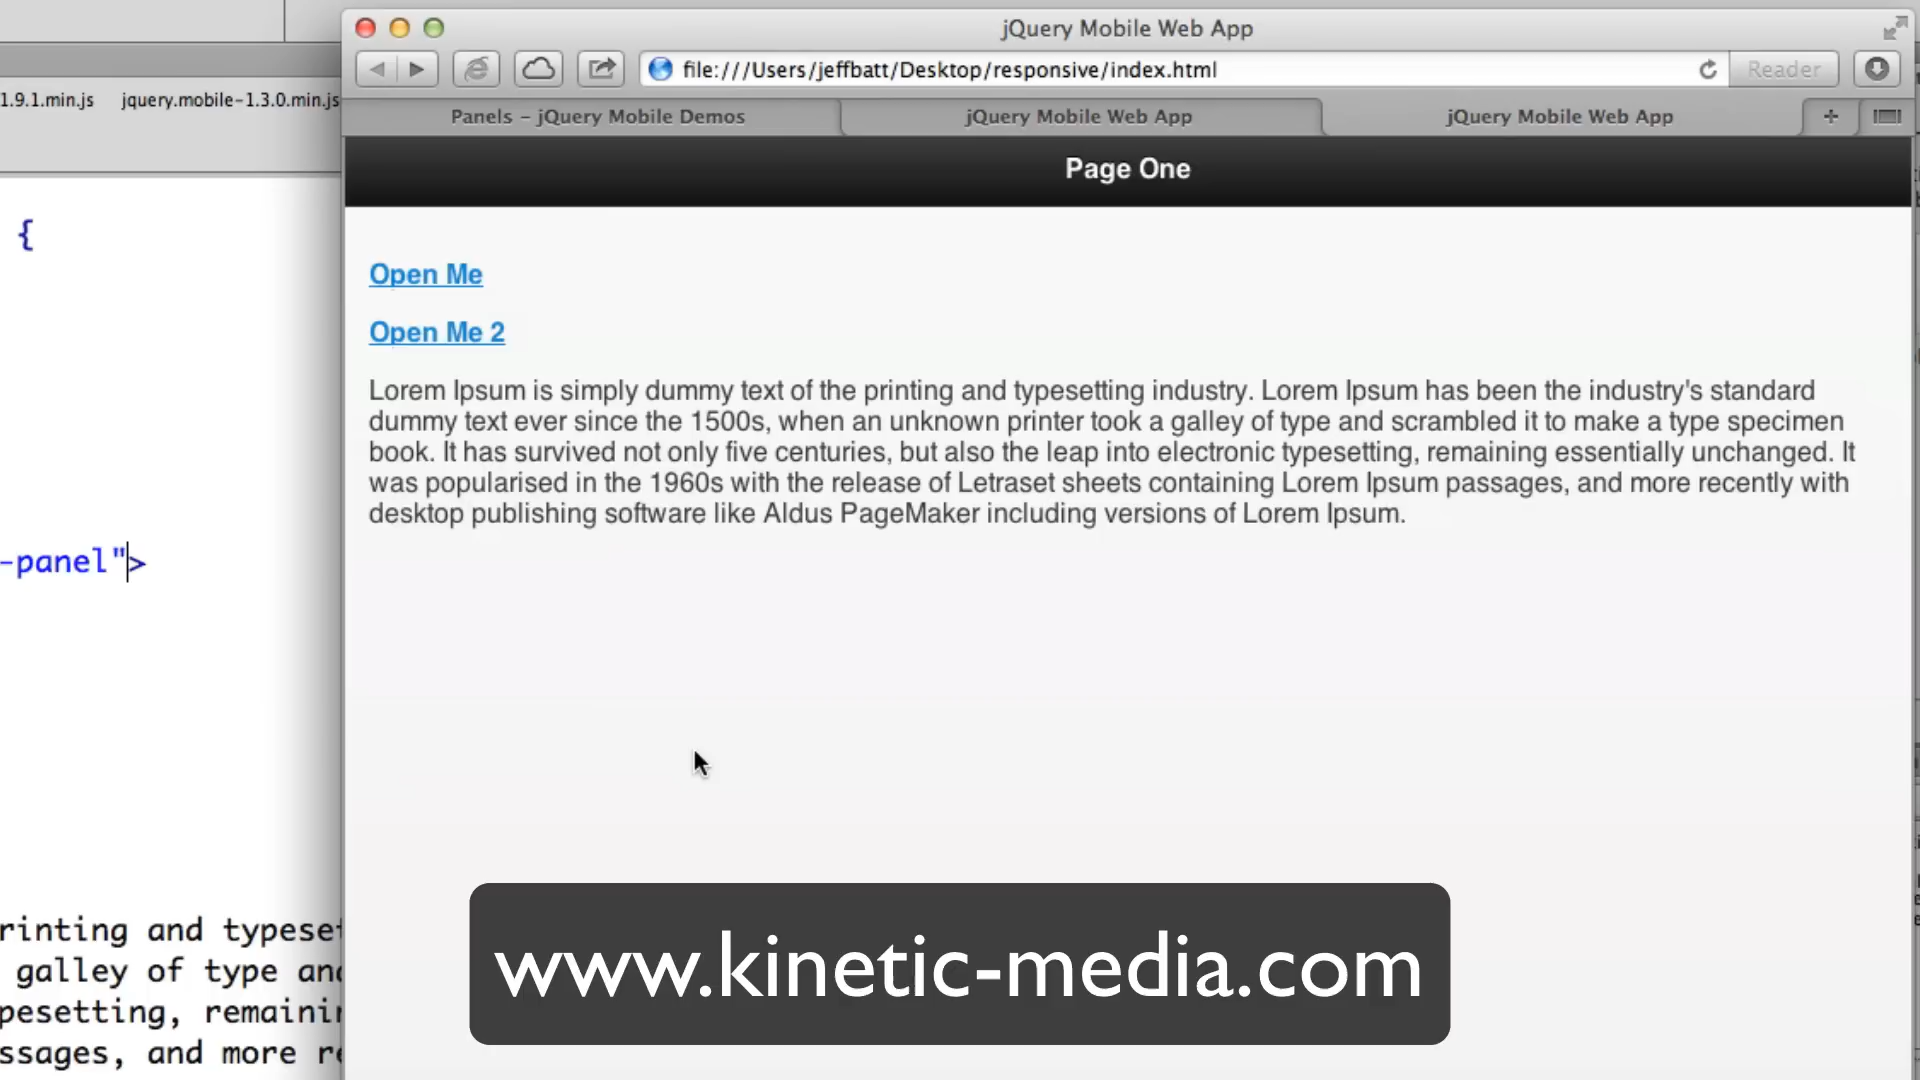 jQuery Mobile Web App
file:///Users/jeffbatt/Desktop/responsive/index.html
Reader
1.9.1.min.js jquery.mobile-1.3.0.min.js
Panels – jQuery Mobile Demos
jQuery Mobile Web App
jQuery Mobile Web App
Page One
{
Open Me
Open Me 2
Lorem Ipsum is simply dummy text of the printing and typesetting industry. Lorem Ipsum has been the industry's standard
dummy text ever since the 1500s, when an unknown printer took a galley of type and scrambled it to make a type specimen
book. It has survived not only five centuries, but also the leap into electronic typesetting, remaining essentially unchanged. It
was popularised in the 1960s with the release of Letraset sheets containing Lorem Ipsum passages, and more recently with
desktop publishing software like Aldus PageMaker including versions of Lorem Ipsum.
-panel">
rinting and typeset
galley of type and
pesetting, remainin
ssages, and more re
www.kinetic-media.com